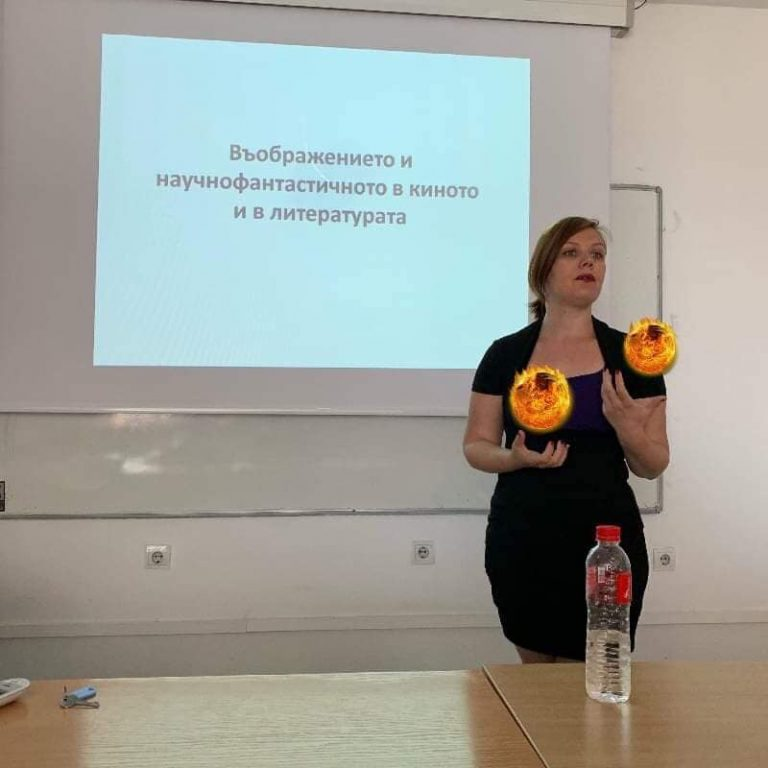 Въображението и
научнофантастичното в киното
и в литературата